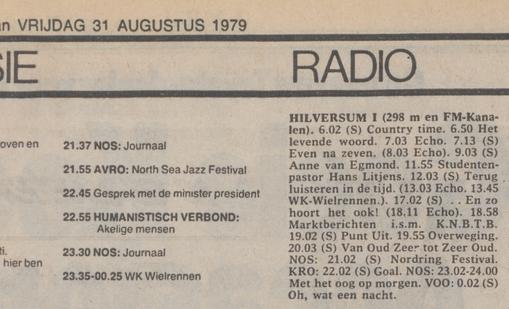 an VRIJDAG 31 AUGUSTUS 1979
SIE
oven en
ti.
hier ben
21.37 NOS: Journaal
21.55 AVRO: North Sea Jazz Festival
22.45 Gesprek met de minister president
22.55 HUMANISTISCH VERBOND:
Akelige mensen
23.30 NOS: Journaal
23.35-00.25 WK Wielrennen
RADIO
HILVERSUM I (298 m en FM-Kana-
len). 6.02 (S) Country time. 6.50 Het
levende woord. 7.03 Echo. 7.13 (S)
Even na zeven. (8.03 Echo). 9.03 (S)
Anne van Egmond. 11.55 Studenten-
pastor Hans Litjens. 12.03 (S) Terug
luisteren in de tijd. (13.03 Echo. 13.45
WK-Wielrennen.). 17.02 (S) . . En zo
hoort het ook! (18.11 Echo). 18.58
Marktberichten i.s.m. K.N.B.T.B.
19.02 (S) Punt Uit. 19.55 Overweging.
20.03 (S) Van Oud Zeer tot Zeer Oud.
NOS: 21.02 (S) Nordring Festival.
KRO: 22.02 (S) Goal. NOS: 23.02-24.00
Met het oog op morgen. VOO: 0.02 (S)
Oh, wat een nacht.